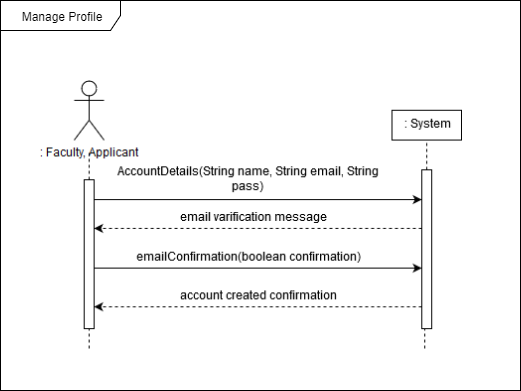 Manage Profile
: System
: Faculty, Applicant
AccountDetails(String name, String email, String
pass)
email varification message
emailConfirmation(boolean confirmation)
account created confirmation